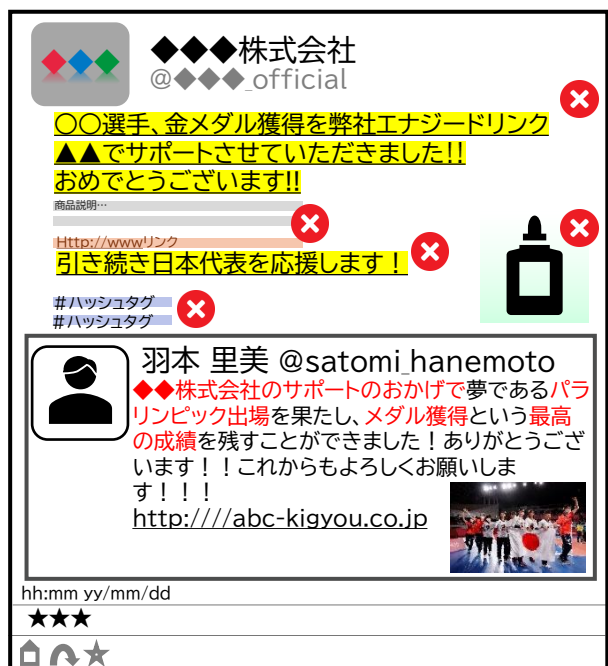 ◆◆◆株式会社
@◆◆◆_official
〇〇選手、金メダル獲得を弊社エナジードリンク
▲▲でサポートさせていただきました!!
おめでとうございます!!
商品説明…
Http://wwwリンク
引き続き日本代表を応援します！
#ハッシュタグ
#ハッシュタグ
羽本 里美 @satomi_hanemoto
◆◆株式会社のサポートのおかげで夢であるパラ
リンピック出場を果たし、メダル獲得という最高
の成績を残すことができました！ありがとうござ
います！！これからもよろしくお願いしま
す！！！
http:////abc-kigyou.co.jp
hh:mm yy/mm/dd
★★★